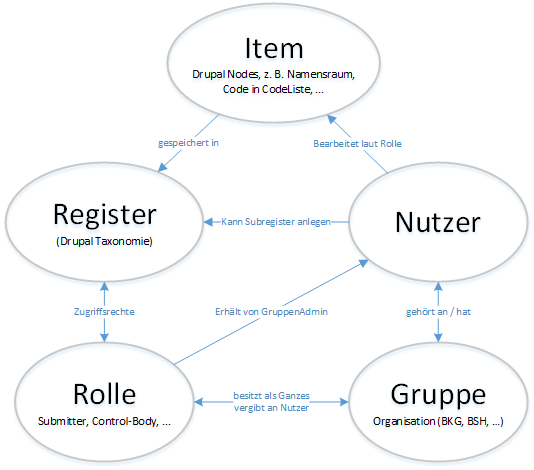 Item
Drupal Nodes, z. B. Namensraum,
Code in CodeListe, ...
gespeichert in
Bearbeitet laut Rolle
Register
(Drupal Taxonomie)
Kann Subregister anlegen
Nutzer
Zugriffsrechte
Erhält von GruppenAdmin
gehört an / hat
Rolle
Submitter, Control-Body, ...
besitzt als Ganzes
vergibt an Nutzer
Gruppe
Organisation (BKG, BSH, ...)